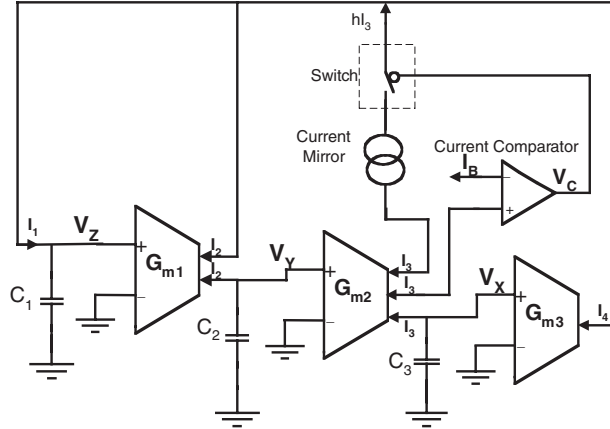 hI3
Switch
Current
Mirror
Current Comparator
IB
−
+
VC
I1
VZ
+
Gm1
−
I2
I2
C1
C2
VY
+
Gm2
−
I3
I3
I3
C3
VX
+
Gm3
−
I4